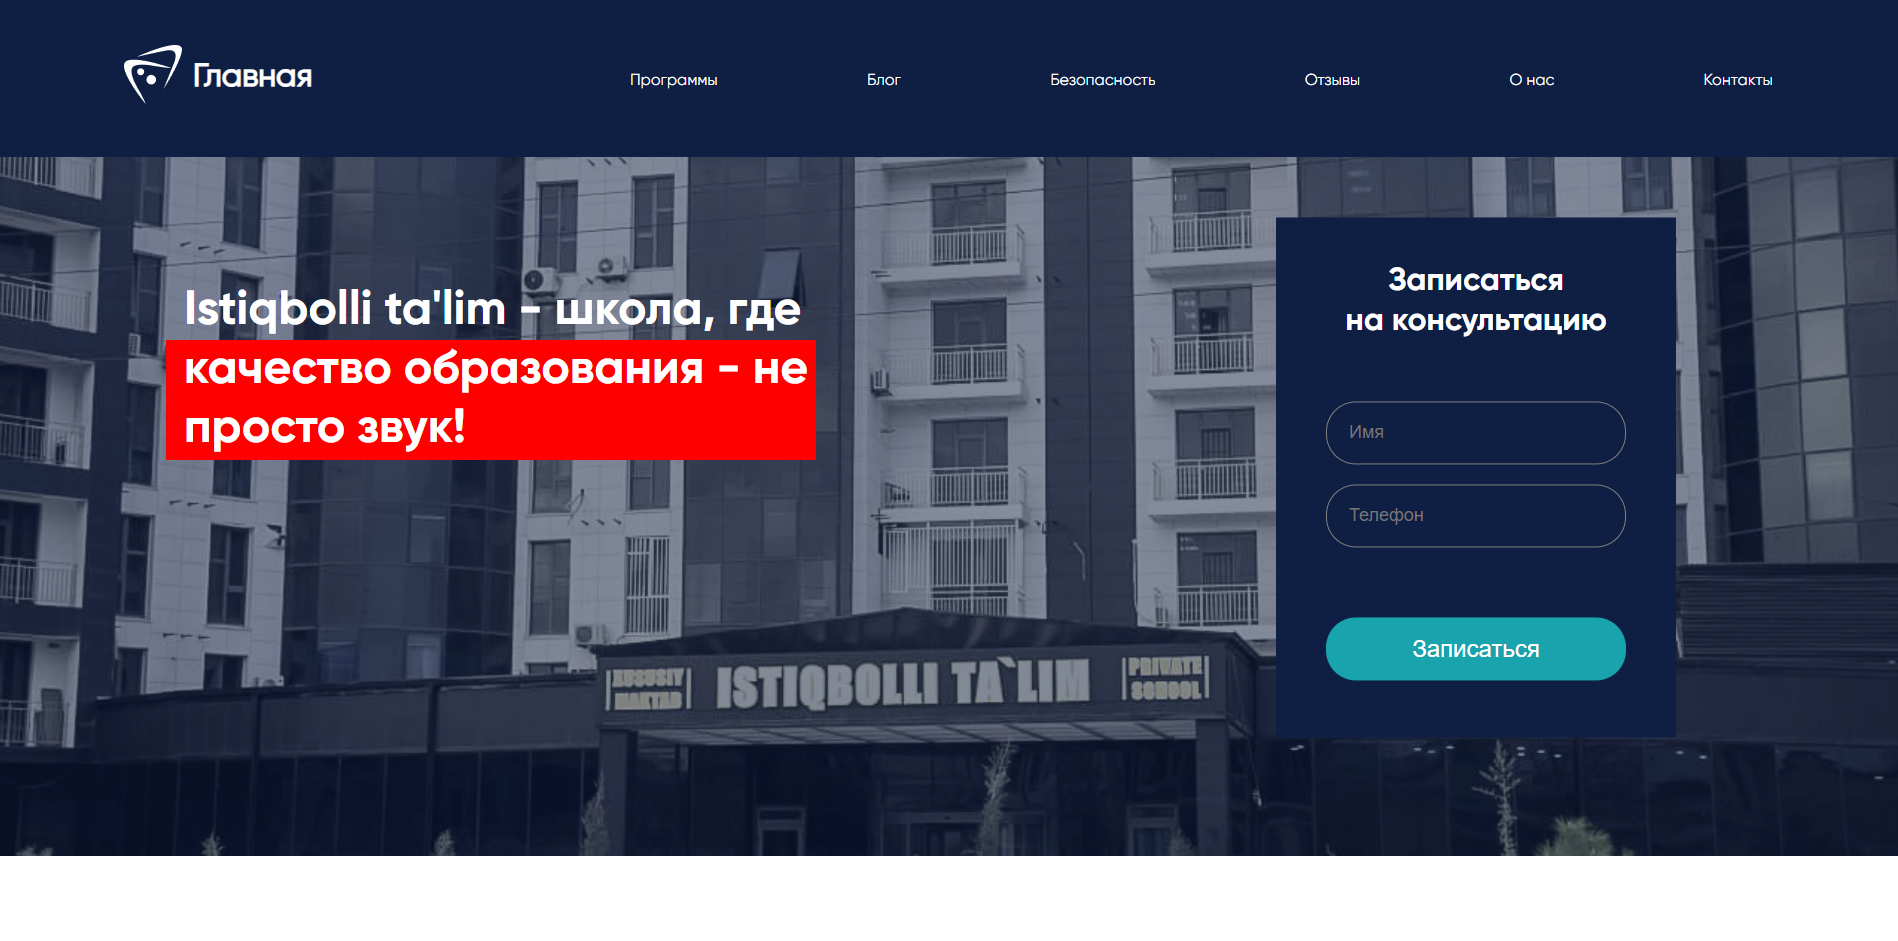 Главная
Программы
Блог
Безопасность
Отзывы
О нас
Контакты
Istiqbolli ta'lim - школа, где
качество образования - не
просто звук!
Записаться
на консультацию
Имя
Телефон
Записаться
XUSUSIY
MAKTAB
ISTIQBOLLI TA`LIM
PRIVATE
SCHOOL